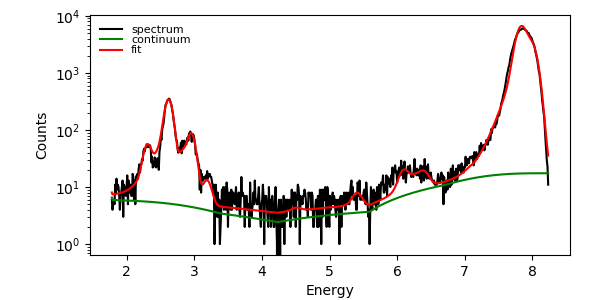 10⁴
10³
10²
10¹
10⁰
Counts
spectrum
continuum
fit
2 3 4 5 6 7 8
Energy